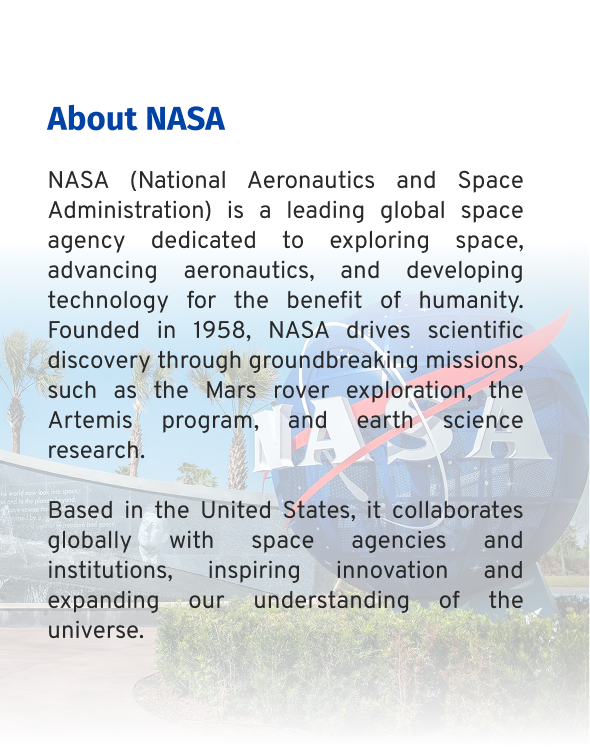 About NASA
NASA (National Aeronautics and Space
Administration) is a leading global space
agency dedicated to exploring space,
advancing aeronautics, and developing
technology for the benefit of humanity.
Founded in 1958, NASA drives scientific
discovery through groundbreaking missions,
such as the Mars rover exploration, the
Artemis program, and earth science
research.
NASA
Based in the United States, it collaborates
globally with space agencies and
institutions, inspiring innovation and
expanding our understanding of the
universe.